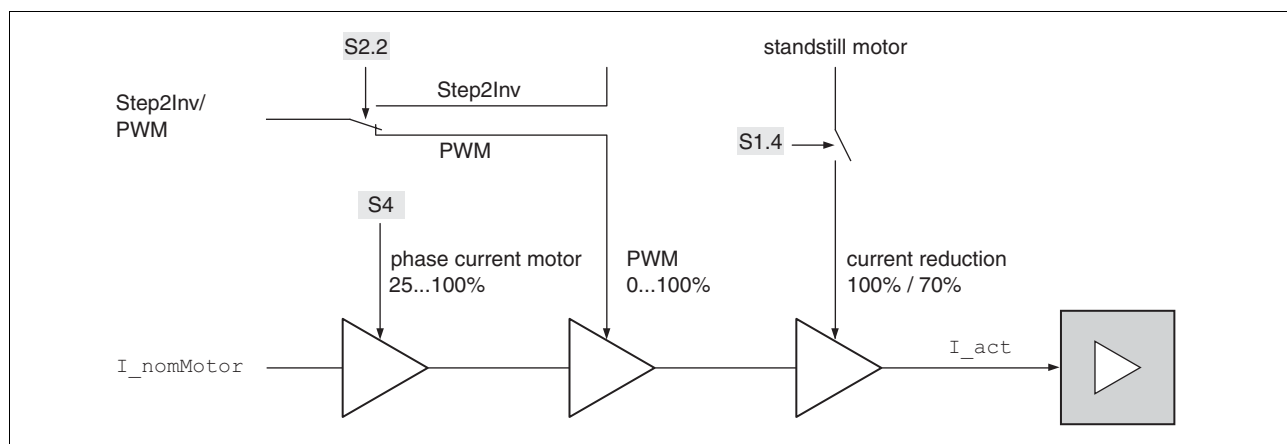 S2.2
standstill motor
Step2Inv
Step2Inv/
PWM
PWM
S1.4
S4
phase current motor
25...100%
PWM
0...100%
current reduction
100% / 70%
I_nomMotor
I_act